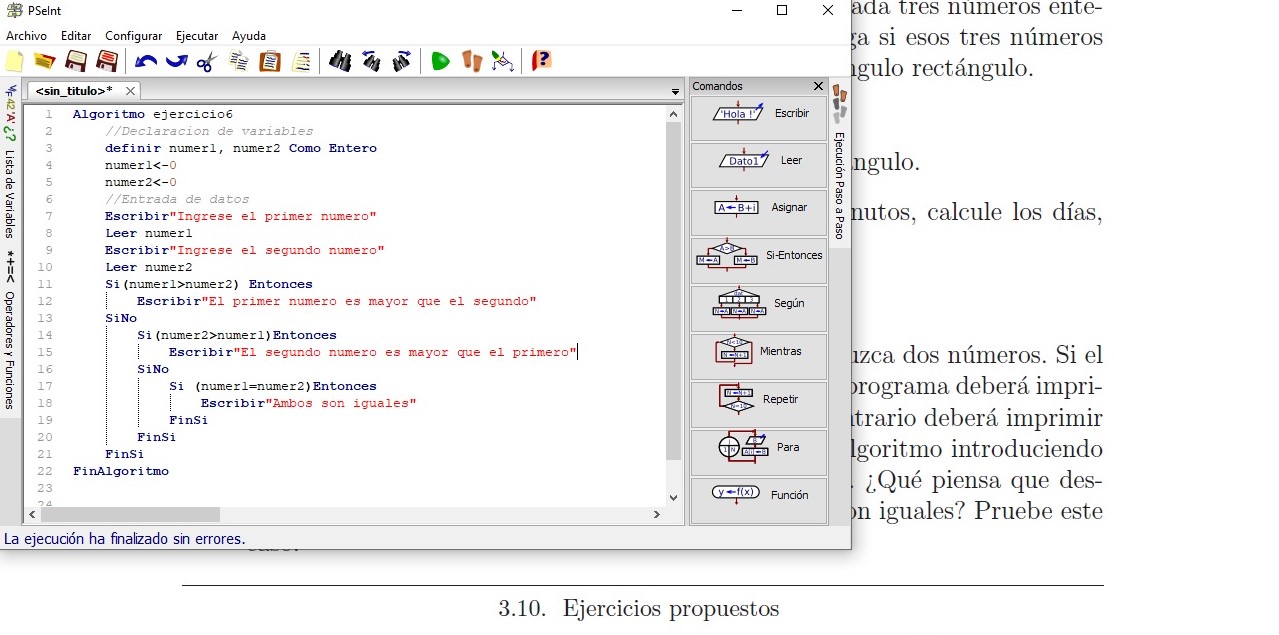 PSeInt
Archivo Editar Configurar Ejecutar Ayuda
<sin_titulo>*
1 Algoritmo ejercicio6
2 //Declaracion de variables
3 definir numer1, numer2 Como Entero
4 numer1<-0
5 numer2<-0
6 //Entrada de datos
7 Escribir"Ingrese el primer numero"
8 Leer numer1
9 Escribir"Ingrese el segundo numero"
10 Leer numer2
11 Si(numer1>numer2) Entonces
12 Escribir"El primer numero es mayor que el segundo"
13 SiNo
14 Si(numer2>numer1)Entonces
15 Escribir"El segundo numero es mayor que el primero"
16 SiNo
17 Si (numer1=numer2)Entonces
18 Escribir"Ambos son iguales"
19 FinSi
20 FinSi
21 FinSi
22 FinAlgoritmo
23
24
Lista de Variables
*+=< Operadores y Funciones
Comandos
'Hola !' Escribir
Dato1 Leer
A←B+i Asignar
A>B M←A M←B Si-Entonces
1 2 3 Según
Mientras
Repetir
Para
y←f(x) Función
Ejecución Paso a Paso
La ejecución ha finalizado sin errores.
ada tres números ente-
ga si esos tres números
ngulo rectángulo.
ángulo.
nutos, calcule los días,
uzca dos números. Si el
programa deberá impri-
ntrario deberá imprimir
lgoritmo introduciendo
. ¿Qué piensa que des-
on iguales? Pruebe este
caso.
3.10. Ejercicios propuestos